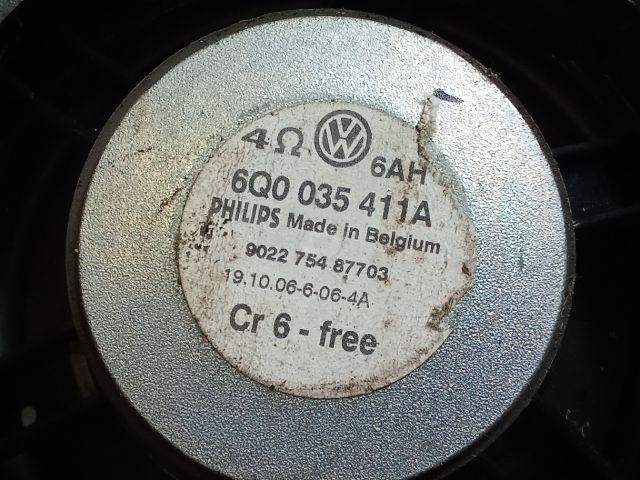 4Ω VW 6AH
6Q0 035 411A
PHILIPS Made in Belgium
9022 754 87703
19.10.06-6-06-4A
Cr 6 - free